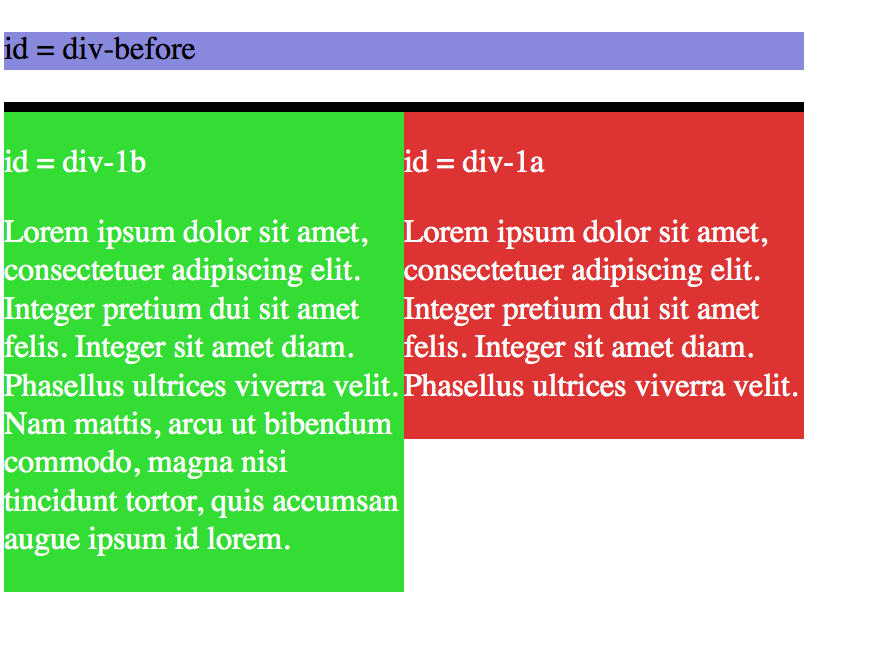 id = div-before
id = div-1b
Lorem ipsum dolor sit amet,
consectetuer adipiscing elit.
Integer pretium dui sit amet
felis. Integer sit amet diam.
Phasellus ultrices viverra velit.
Nam mattis, arcu ut bibendum
commodo, magna nisi
tincidunt tortor, quis accumsan
augue ipsum id lorem.
id = div-1a
Lorem ipsum dolor sit amet,
consectetuer adipiscing elit.
Integer pretium dui sit amet
felis. Integer sit amet diam.
Phasellus ultrices viverra velit.